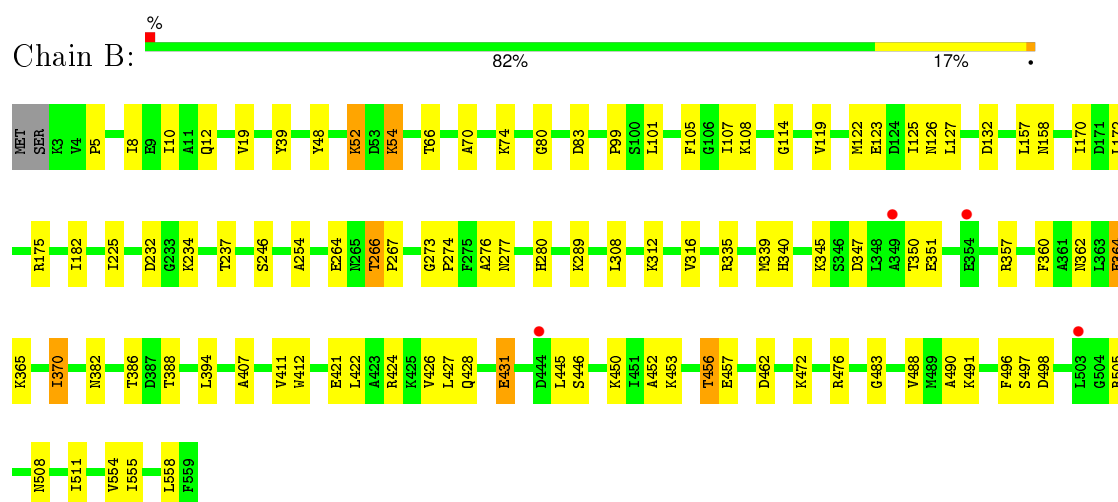 %
Chain B:
82% 17% •
MET SER K3 V4 P5 I8 E9 I10 A11 Q12 V19 Y39 Y48 K52 D53 K54 T66 A70 K74 G80 D83 P99 S100 L101 F105 G106 I107 K108 G114 V119 M122 E123 D124 I125 N126 L127 D132 L157 N158 I170 D171 L172
R175 I182 I225 D232 G233 K234 T237 S246 A254 E264 N265 T266 P267 G273 P274 F275 A276 N277 H280 K289 L308 K312 V316 R335 M339 H340 K345 S346 D347 L348 A349 T350 E351 E354 R357 F360 A361 N362 L363
K365 I370 N382 T386 D387 T388 L394 A407 V411 W412 E421 L422 A423 R424 K425 V426 L427 Q428 E431 D444 L445 S446 K450 I451 A452 K453 T456 E457 D462 K472 R476 G483 V488 M489 A490 K491 F496 S497 D498 L503 G504 R505
N508 I511 V554 I555 L558 F559